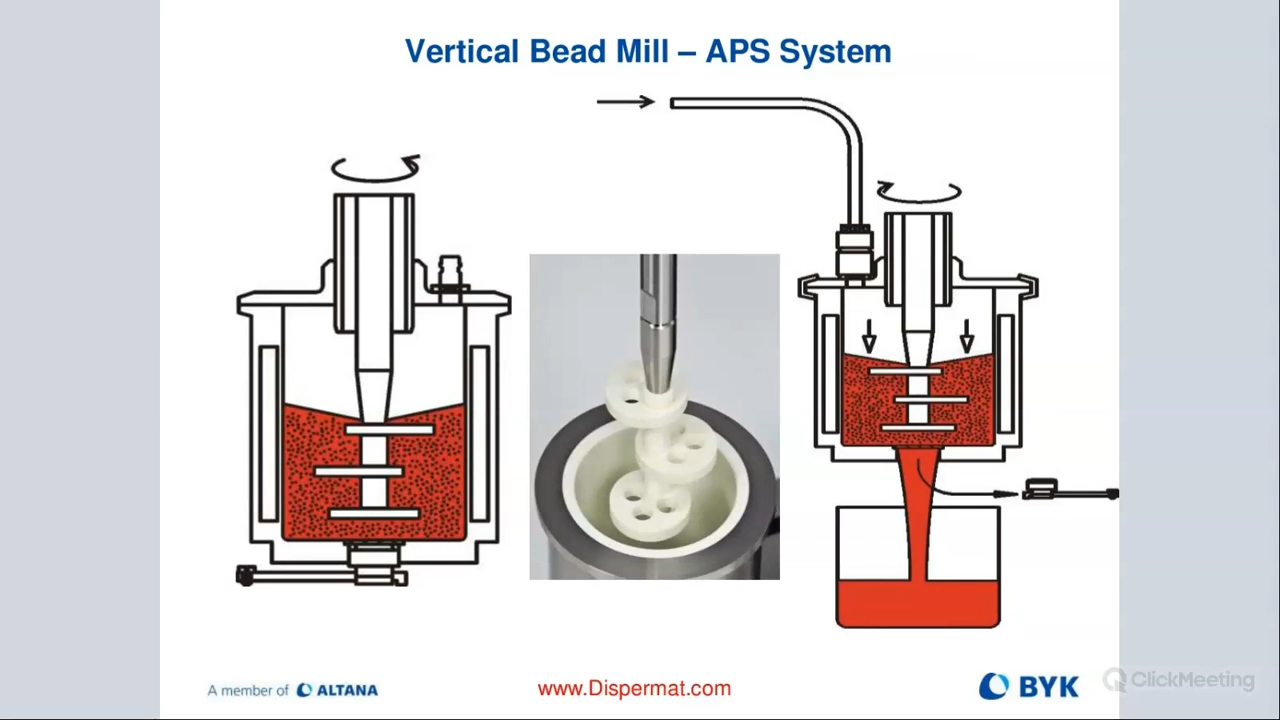 Vertical Bead Mill – APS System
A member of ALTANA
www.Dispermat.com
BYK
ClickMeeting